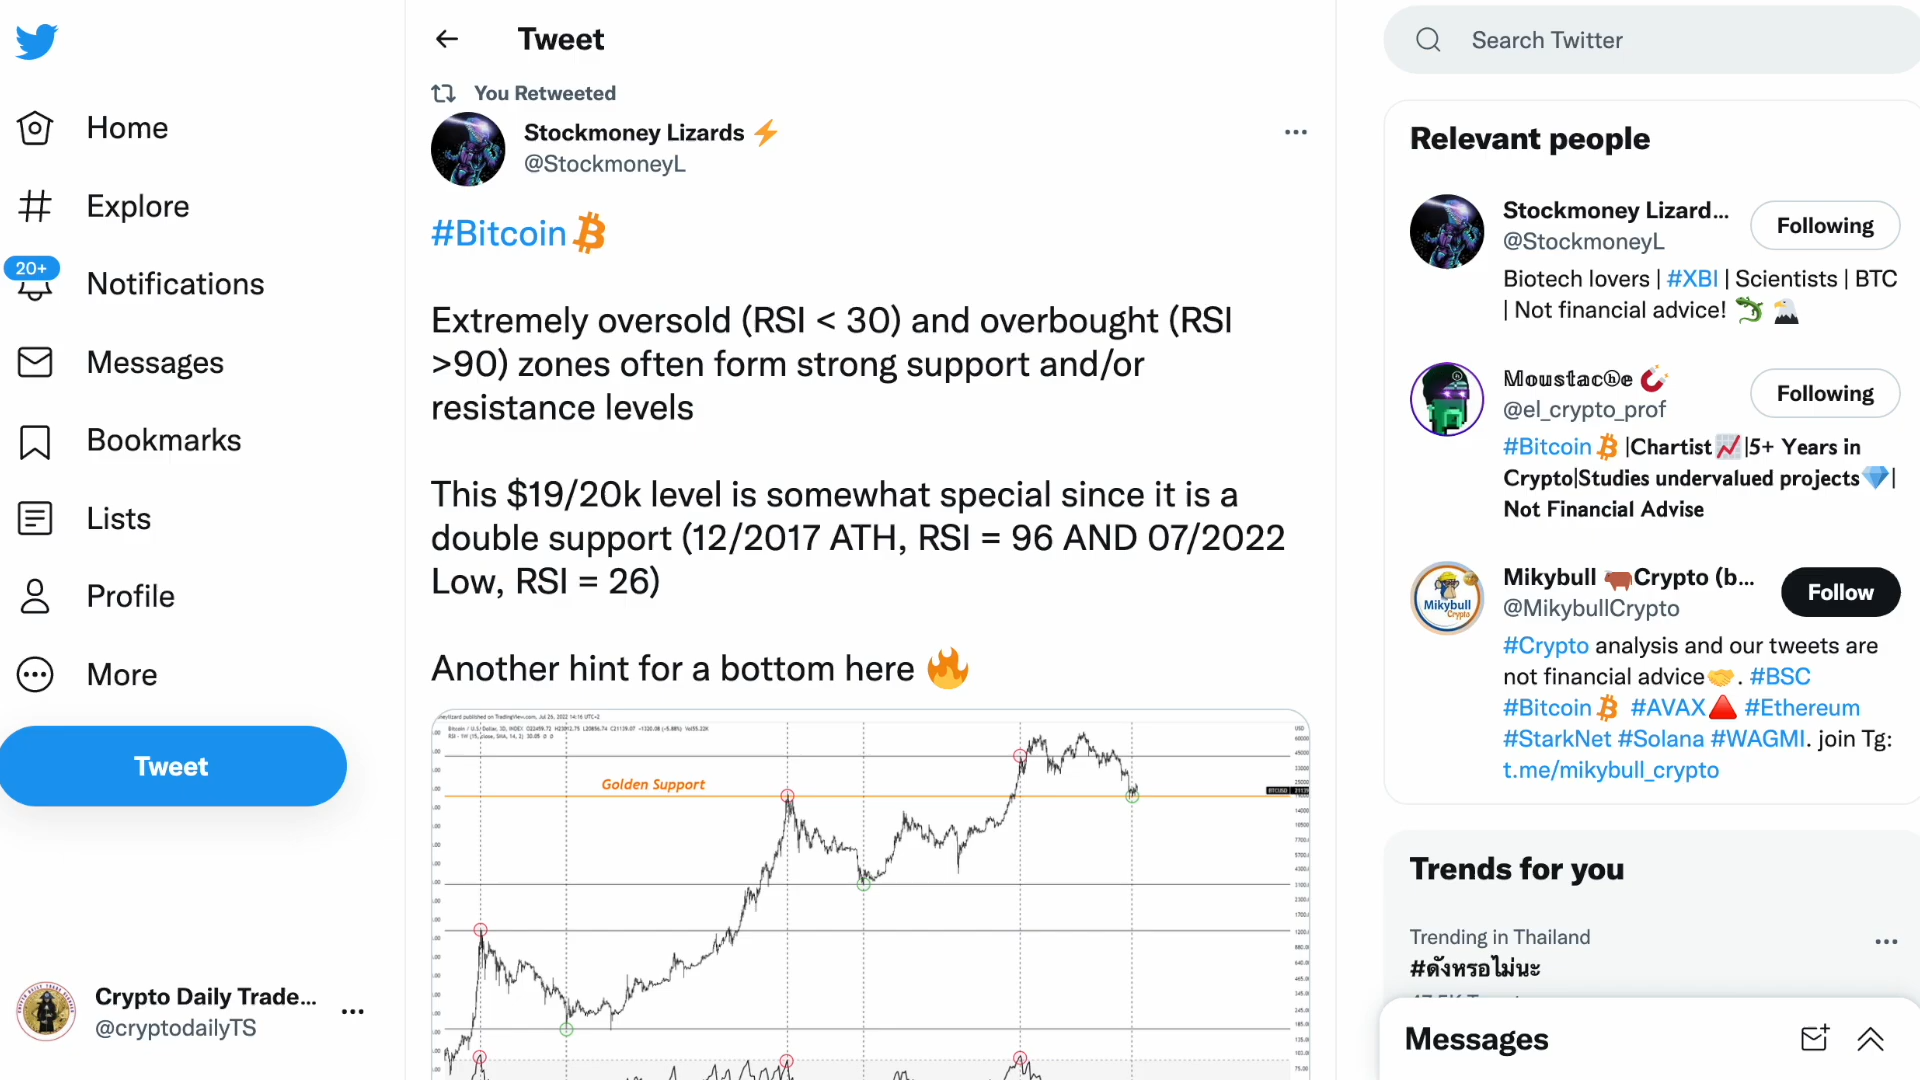 Home
Explore
20+
Notifications
Messages
Bookmarks
Lists
Profile
More
Tweet
Crypto Daily Trade...
@cryptodailyTS
Tweet
You Retweeted
Stockmoney Lizards ⚡
@StockmoneyL
#Bitcoin
Extremely oversold (RSI < 30) and overbought (RSI
>90) zones often form strong support and/or
resistance levels
This $19/20k level is somewhat special since it is a
double support (12/2017 ATH, RSI = 96 AND 07/2022
Low, RSI = 26)
Another hint for a bottom here 🔥
Golden Support
Search Twitter
Relevant people
Stockmoney Lizard...
@StockmoneyL
Following
Biotech lovers | #XBI | Scientists | BTC
| Not financial advice! 🦎 🦅
𝕄𝕠𝕦𝕤𝕥𝕒𝕔ⓗ𝕖 🧲
@el_crypto_prof
Following
#Bitcoin |Chartist📈|5+ Years in
Crypto|Studies undervalued projects💎|
Not Financial Advise
Mikybull 🐂Crypto (b...
@MikybullCrypto
Follow
#Crypto analysis and our tweets are
not financial advice🤝. #BSC
#Bitcoin #AVAX🔺 #Ethereum
#StarkNet #Solana #WAGMI. join Tg:
t.me/mikybull_crypto
Trends for you
Trending in Thailand
#ดังหรอไม่นะ
Messages